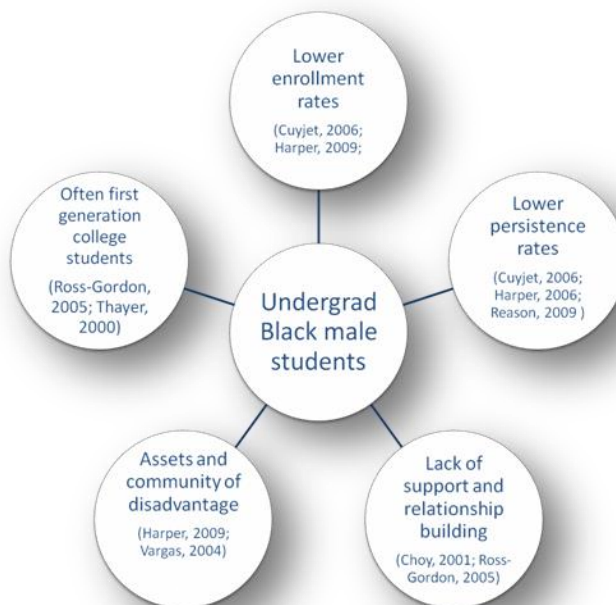 Lower
enrollment
rates
(Cuyjet, 2006;
Harper, 2009;
Often first
generation
college
students
(Ross-Gordon,
2005; Thayer,
2000)
Lower
persistence
rates
(Cuyjet, 2006;
Harper, 2006;
Reason, 2009 )
Undergrad
Black male
students
Assets and
community of
disadvantage
(Harper, 2009;
Vargas, 2004)
Lack of
support and
relationship
building
(Choy, 2001; Ross-
Gordon, 2005)